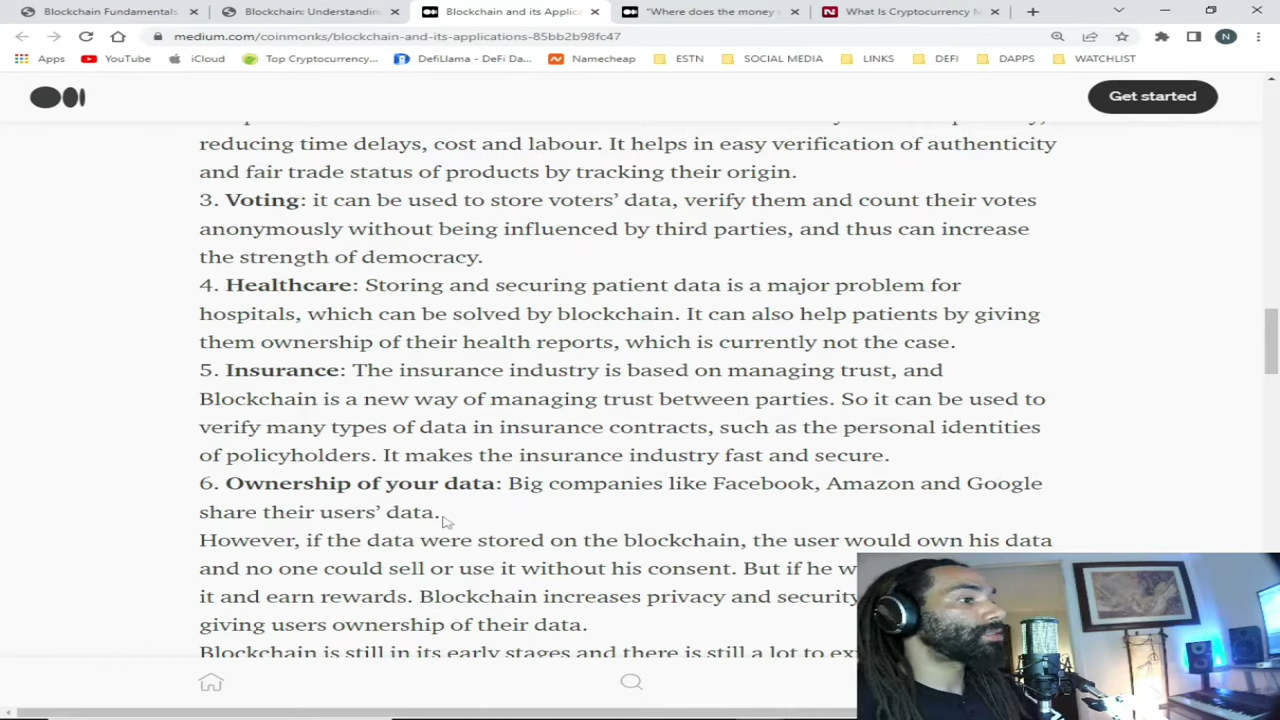 Blockchain Fundamentals
Blockchain: Understandin
Blockchain and its Applic
"Where does the money
What Is Cryptocurrency M
medium.com/coinmonks/blockchain-and-its-applications-85bb2b98fc47
N
Apps
YouTube
iCloud
Top Cryptocurrency...
DefiLlama - DeFi Da...
Namecheap
ESTN
SOCIAL MEDIA
LINKS
DEFI
DAPPS
WATCHLIST
Get started
reducing time delays, cost and labour. It helps in easy verification of authenticity
and fair trade status of products by tracking their origin.
3. Voting: it can be used to store voters’ data, verify them and count their votes
anonymously without being influenced by third parties, and thus can increase
the strength of democracy.
4. Healthcare: Storing and securing patient data is a major problem for
hospitals, which can be solved by blockchain. It can also help patients by giving
them ownership of their health reports, which is currently not the case.
5. Insurance: The insurance industry is based on managing trust, and
Blockchain is a new way of managing trust between parties. So it can be used to
verify many types of data in insurance contracts, such as the personal identities
of policyholders. It makes the insurance industry fast and secure.
6. Ownership of your data: Big companies like Facebook, Amazon and Google
share their users’ data.
However, if the data were stored on the blockchain, the user would own his data
and no one could sell or use it without his consent. But if he w
it and earn rewards. Blockchain increases privacy and security
giving users ownership of their data.
Blockchain is still in its early stages and there is still a lot to ex